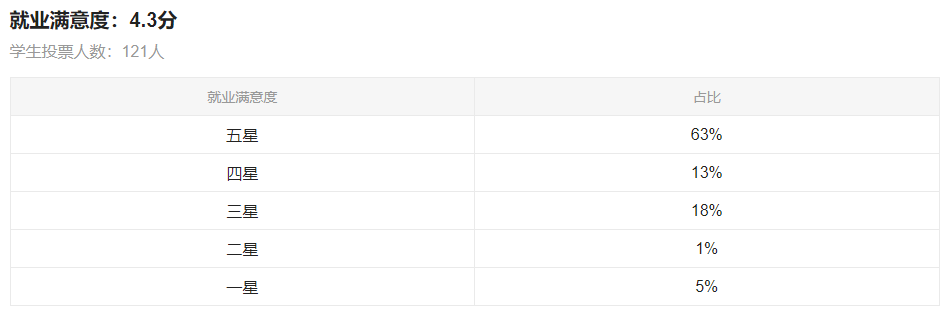 就业满意度：4.3分
学生投票人数：121人
就业满意度 占比
五星 63%
四星 13%
三星 18%
二星 1%
一星 5%